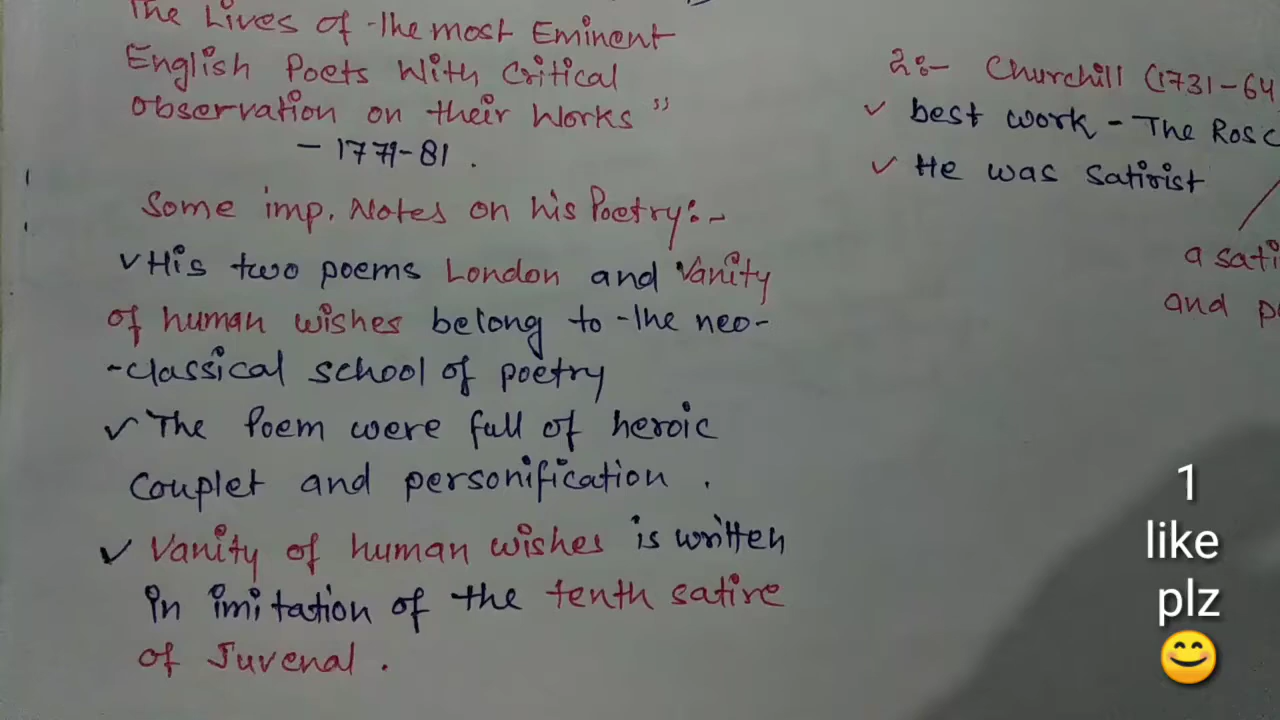 The Lives of the most Eminent
English Poets With Critical
Observation on their Works "
- 1779-81 .
Some imp. Notes on his Poetry:-
✓ His two poems London and Vanity
of human wishes belong to the neo-
-classical school of poetry
✓ The Poem were full of heroic
Couplet and personification .
✓ Vanity of human wishes is written
in imitation of the tenth satire
of Juvenal .
2:- Churchill (1731-64
✓ best work - The Rosc
✓ He was satirist
a sati
and
1
like
plz
😊